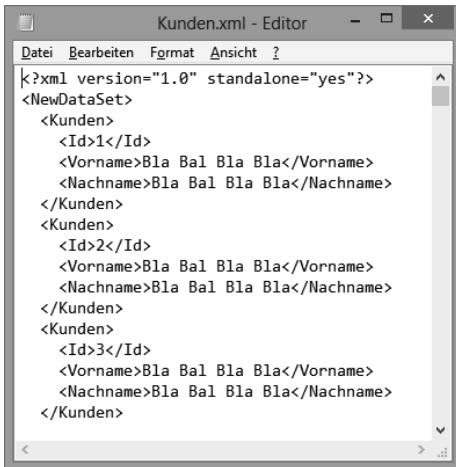 Kunden.xml - Editor
Datei Bearbeiten Format Ansicht ?
<?xml version="1.0" standalone="yes"?>
<NewDataSet>
  <Kunden>
    <Id>1</Id>
    <Vorname>Bla Bal Bla Bla</Vorname>
    <Nachname>Bla Bal Bla Bla</Nachname>
  </Kunden>
  <Kunden>
    <Id>2</Id>
    <Vorname>Bla Bal Bla Bla</Vorname>
    <Nachname>Bla Bal Bla Bla</Nachname>
  </Kunden>
  <Kunden>
    <Id>3</Id>
    <Vorname>Bla Bal Bla Bla</Vorname>
    <Nachname>Bla Bal Bla Bla</Nachname>
  </Kunden>